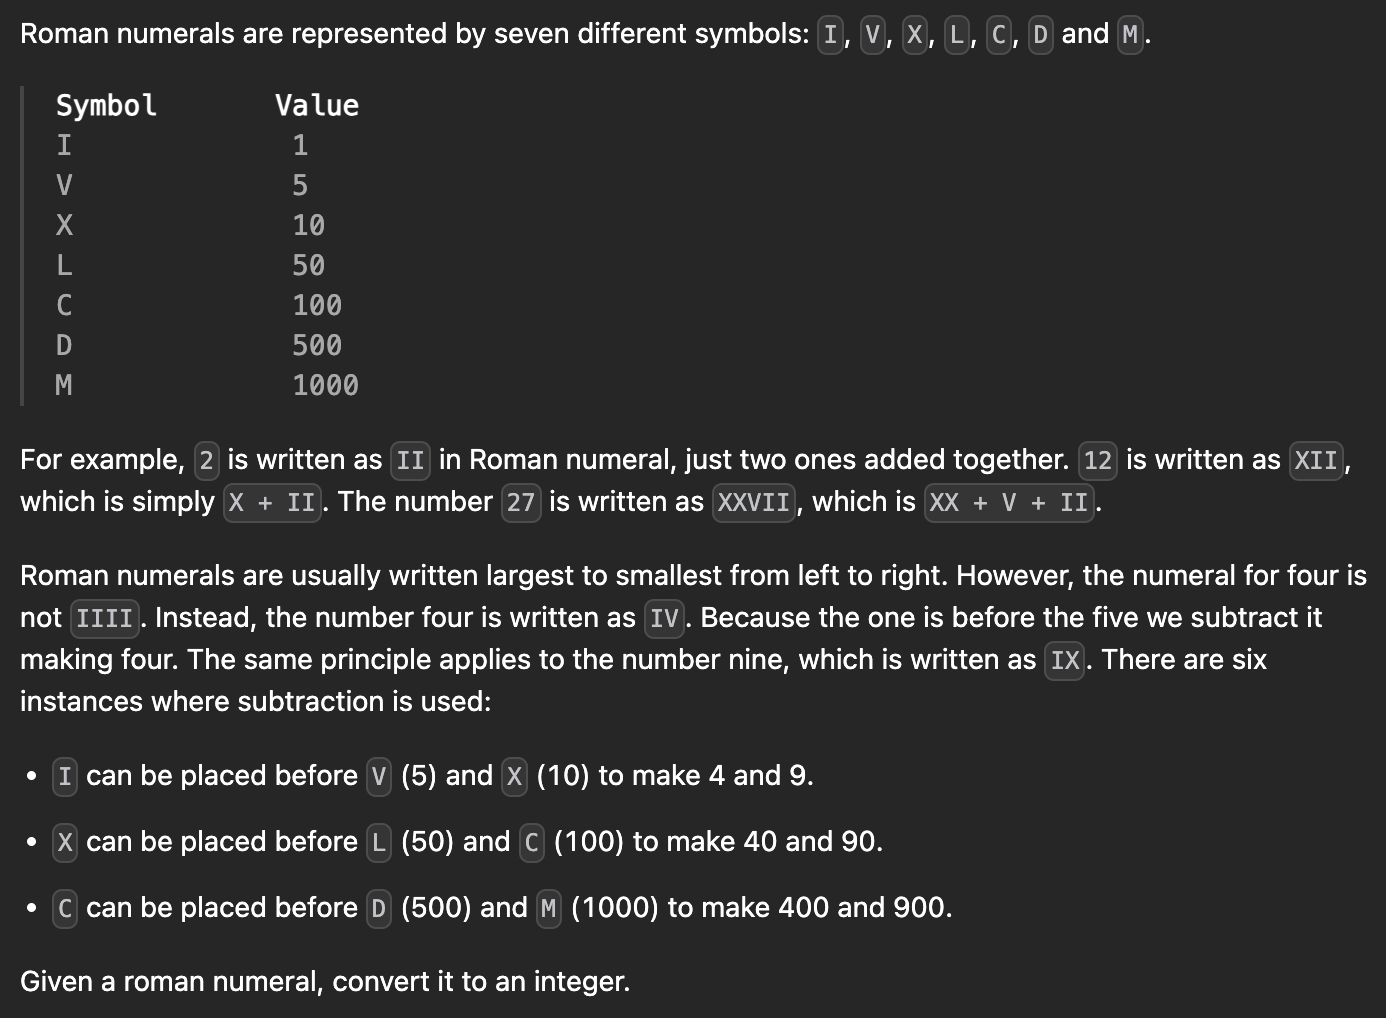 Roman numerals are represented by seven different symbols: I, V, X, L, C, D and M.
Symbol Value
I 1
V 5
X 10
L 50
C 100
D 500
M 1000
For example, 2 is written as II in Roman numeral, just two ones added together. 12 is written as XII,
which is simply X + II. The number 27 is written as XXVII, which is XX + V + II.
Roman numerals are usually written largest to smallest from left to right. However, the numeral for four is
not IIII. Instead, the number four is written as IV. Because the one is before the five we subtract it
making four. The same principle applies to the number nine, which is written as IX. There are six
instances where subtraction is used:
• I can be placed before V (5) and X (10) to make 4 and 9.
• X can be placed before L (50) and C (100) to make 40 and 90.
• C can be placed before D (500) and M (1000) to make 400 and 900.
Given a roman numeral, convert it to an integer.